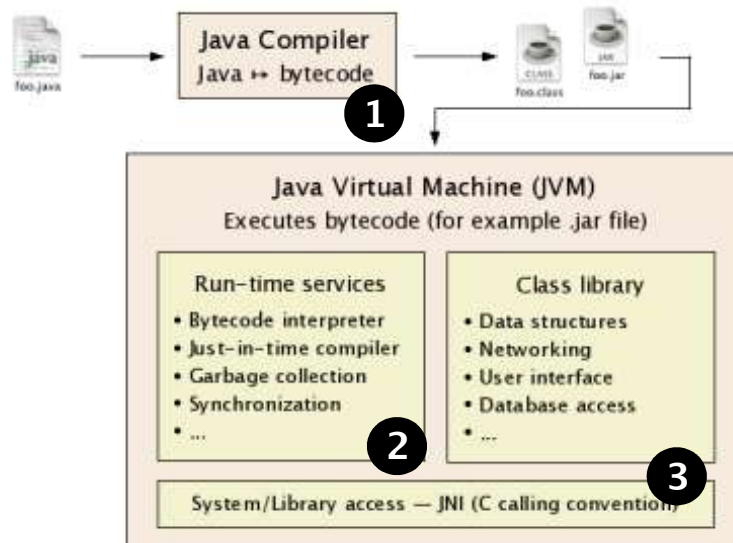 java
foo.java
Java Compiler
Java ↦ bytecode
1
CLASS
foo.class
JAR
foo.jar
Java Virtual Machine (JVM)
Executes bytecode (for example .jar file)
Run-time services
• Bytecode interpreter
• Just-in-time compiler
• Garbage collection
• Synchronization
• ...
2
Class library
• Data structures
• Networking
• User interface
• Database access
• ...
3
System/Library access — JNI (C calling convention)